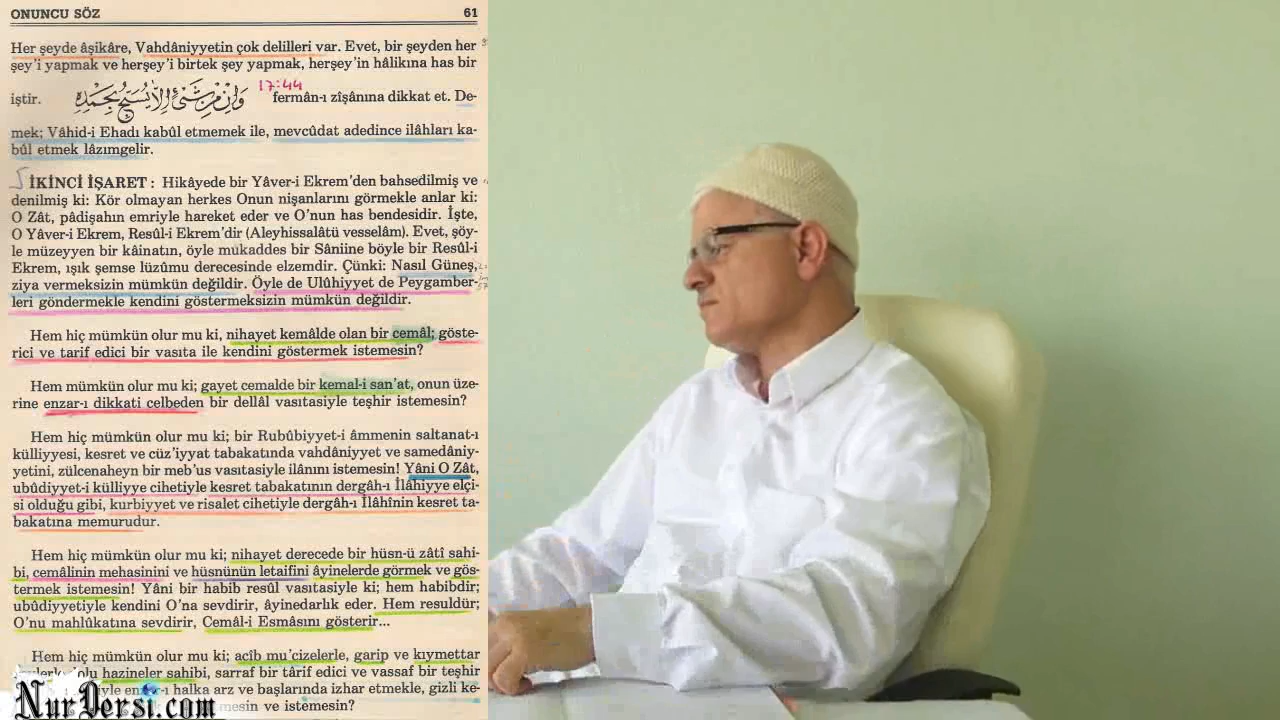 ONUNCU SÖZ 61
Her şeyde âşikâre, Vahdâniyyetin çok delilleri var. Evet, bir şeyden her
şey'i yapmak ve herşey'i birtek şey yapmak, herşey'in hâlikına has bir
17:44
iştir. وَاِنْ مِنْ شَىْءٍ اِلَّا يُسَبِّحُ بِحَمْدِهِ fermân-ı zîşânına dikkat et. De-
mek; Vâhid-i Ehadı kabûl etmemek ile, mevcûdat adedince ilâhları ka-
bûl etmek lâzımgelir.
İKİNCİ İŞARET : Hikâyede bir Yâver-i Ekrem'den bahsedilmiş ve
denilmiş ki: Kör olmayan herkes Onun nişanlarını görmekle anlar ki:
O Zât, pâdişahın emriyle hareket eder ve O'nun has bendesidir. İşte,
O Yâver-i Ekrem, Resûl-i Ekrem'dir (Aleyhissalâtü vesselâm). Evet, şöy-
le müzeyyen bir kâinatın, öyle mukaddes bir Sâniine böyle bir Resûl-i
Ekrem, ışık şemse lüzûmu derecesinde elzemdir. Çünki: Nasıl Güneş,
ziya vermeksizin mümkün değildir. Öyle de Ulûhiyyet de Peygamber-
leri göndermekle kendini göstermeksizin mümkün değildir.
Hem hiç mümkün olur mu ki, nihayet kemâlde olan bir cemâl; göste-
rici ve tarif edici bir vasıta ile kendini göstermek istemesin?
Hem mümkün olur mu ki; gayet cemalde bir kemal-i san'at, onun üze-
rine enzar-ı dikkati celbeden bir dellâl vasıtasiyle teşhir istemesin?
Hem hiç mümkün olur mu ki; bir Rubûbiyyet-i âmmenin saltanat-ı
külliyyesi, kesret ve cüz'iyyat tabakatında vahdâniyyet ve samedâniy-
yetini, zülcenaheyn bir meb'us vasıtasiyle ilânını istemesin! Yâni O Zât,
ubûdiyyet-i külliyye cihetiyle kesret tabakatının dergâh-ı İlâhiyye elçi-
si olduğu gibi, kurbiyyet ve risalet cihetiyle dergâh-ı İlâhînin kesret ta-
bakatına memurudur.
Hem hiç mümkün olur mu ki; nihayet derecede bir hüsn-ü zâtî sahi-
bi, cemâlinin mehasinini ve hüsnünün letaifini âyinelerde görmek ve gös-
termek istemesin! Yâni bir habib resûl vasıtasiyle ki; hem habibdir;
ubûdiyyetiyle kendini O'na sevdirir, âyinedarlık eder. Hem resuldür;
O'nu mahlûkatına sevdirir, Cemâl-i Esmâsını gösterir...
Hem hiç mümkün olur mu ki; acîb mu'cizelerle, garip ve kıymettar
hazineler sahibi, sarraf bir târif edici ve vassaf bir teşhir
halka arz ve başlarında izhar etmekle, gizli ke-
ve istemesin?
NurDersi.com